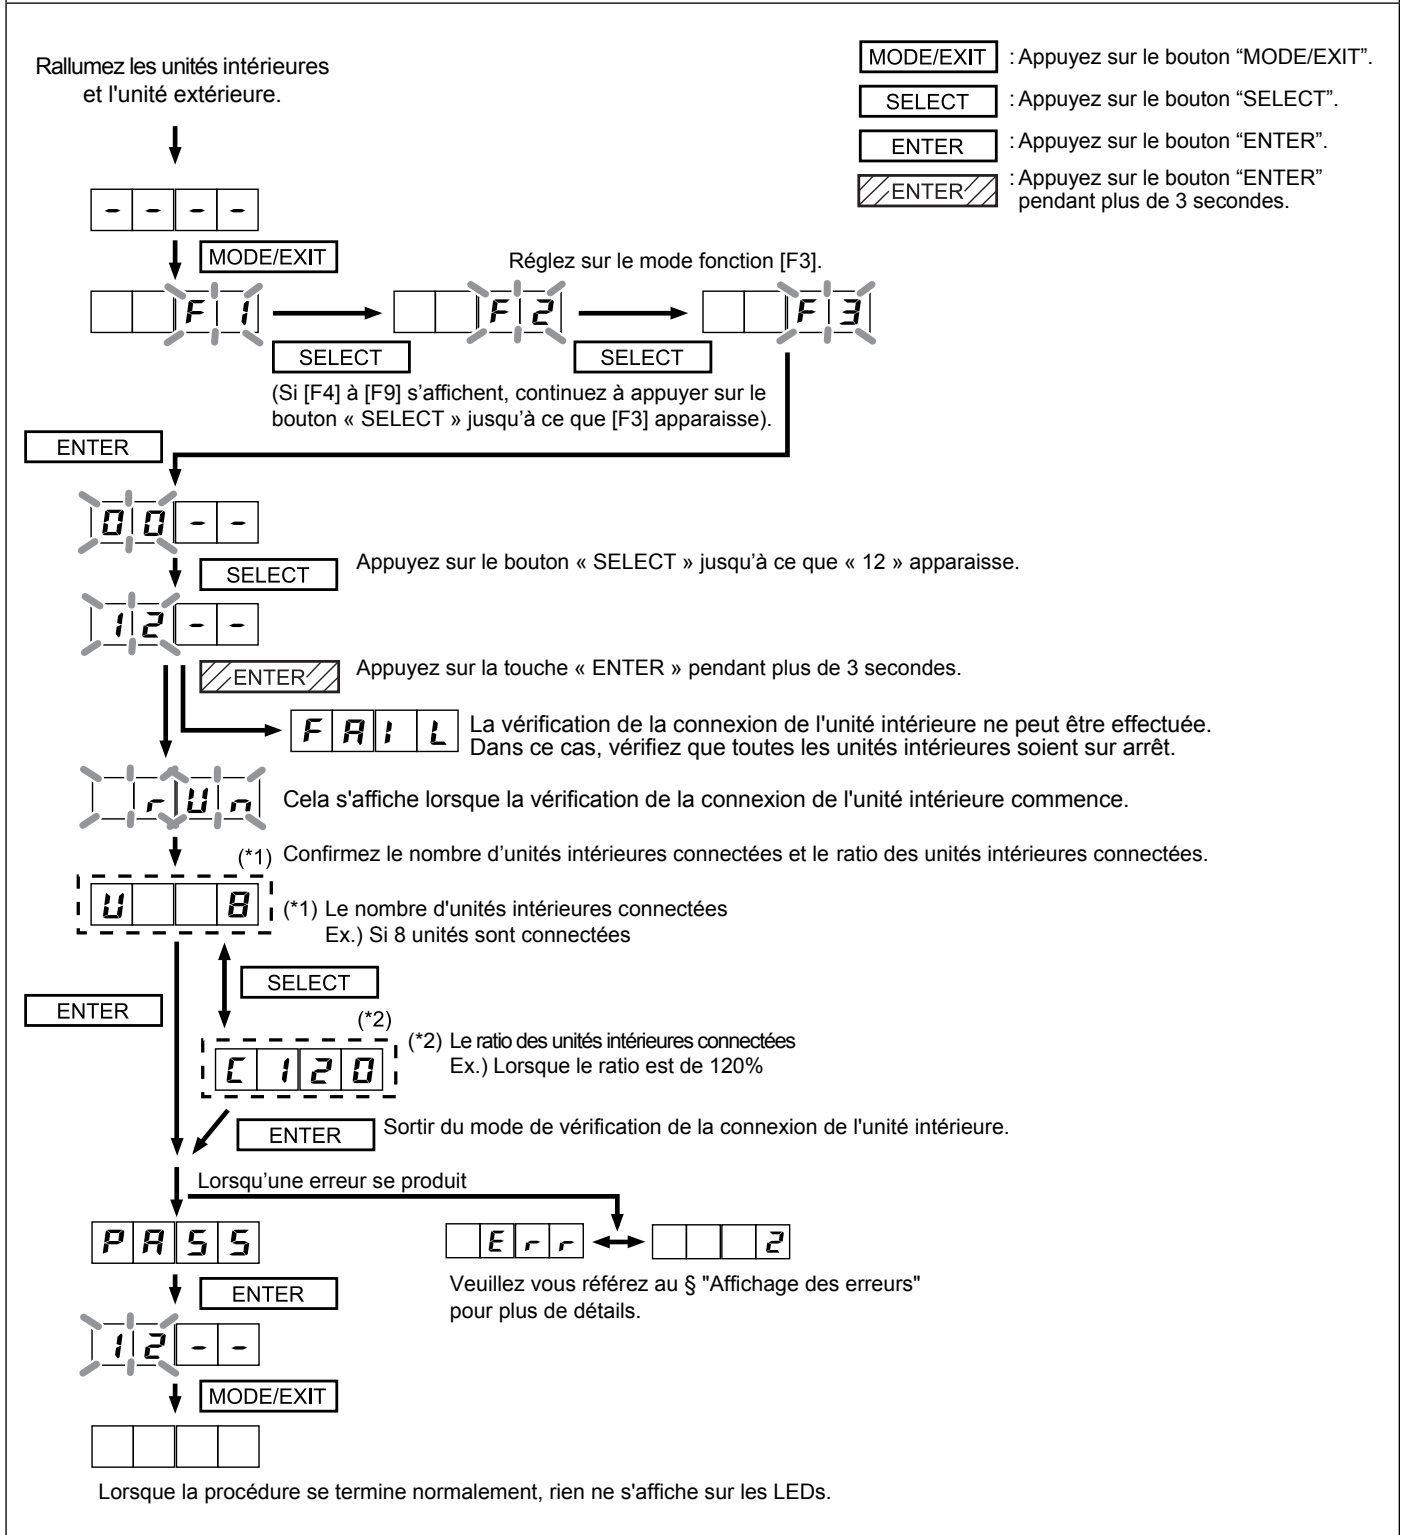 Rallumez les unités intérieures
et l'unité extérieure.
MODE/EXIT : Appuyez sur le bouton “MODE/EXIT”.
SELECT : Appuyez sur le bouton “SELECT”.
ENTER : Appuyez sur le bouton “ENTER”.
ENTER : Appuyez sur le bouton “ENTER”
pendant plus de 3 secondes.
- - - -
MODE/EXIT
Réglez sur le mode fonction [F3].
F 1 F 2 F 3
SELECT SELECT
(Si [F4] à [F9] s’affichent, continuez à appuyer sur le
bouton « SELECT » jusqu’à ce que [F3] apparaisse).
ENTER
0 0 - -
SELECT Appuyez sur le bouton « SELECT » jusqu’à ce que « 12 » apparaisse.
1 2 - -
ENTER Appuyez sur la touche « ENTER » pendant plus de 3 secondes.
F A I L La vérification de la connexion de l'unité intérieure ne peut être effectuée.
Dans ce cas, vérifiez que toutes les unités intérieures soient sur arrêt.
r U n Cela s'affiche lorsque la vérification de la connexion de l'unité intérieure commence.
(*1) Confirmez le nombre d’unités intérieures connectées et le ratio des unités intérieures connectées.
U 8 (*1) Le nombre d'unités intérieures connectées
Ex.) Si 8 unités sont connectées
SELECT
ENTER
(*2)
(*2) Le ratio des unités intérieures connectées
C 1 2 0 Ex.) Lorsque le ratio est de 120%
ENTER Sortir du mode de vérification de la connexion de l'unité intérieure.
Lorsqu’une erreur se produit
P A S S E r r 2
Veuillez vous référez au § "Affichage des erreurs"
pour plus de détails.
ENTER
1 2 - -
MODE/EXIT
Lorsque la procédure se termine normalement, rien ne s'affiche sur les LEDs.